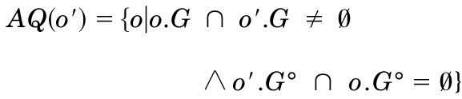 AQ(o′) = {o|o.G ∩ o′.G ≠ ∅
∧ o′.G° ∩ o.G° = ∅}